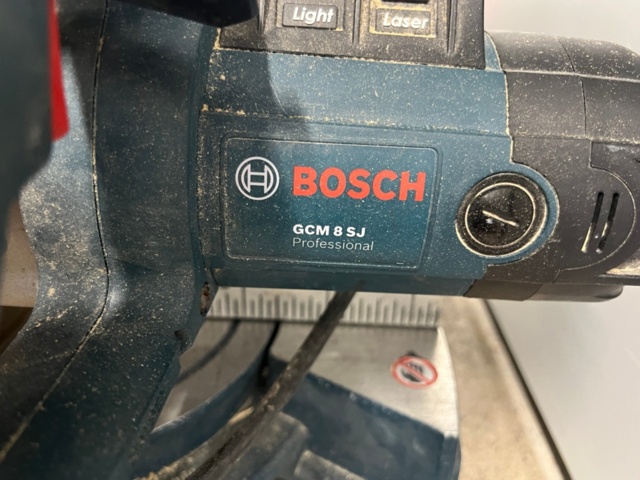 Light Laser
BOSCH
GCM 8 SJ
Professional